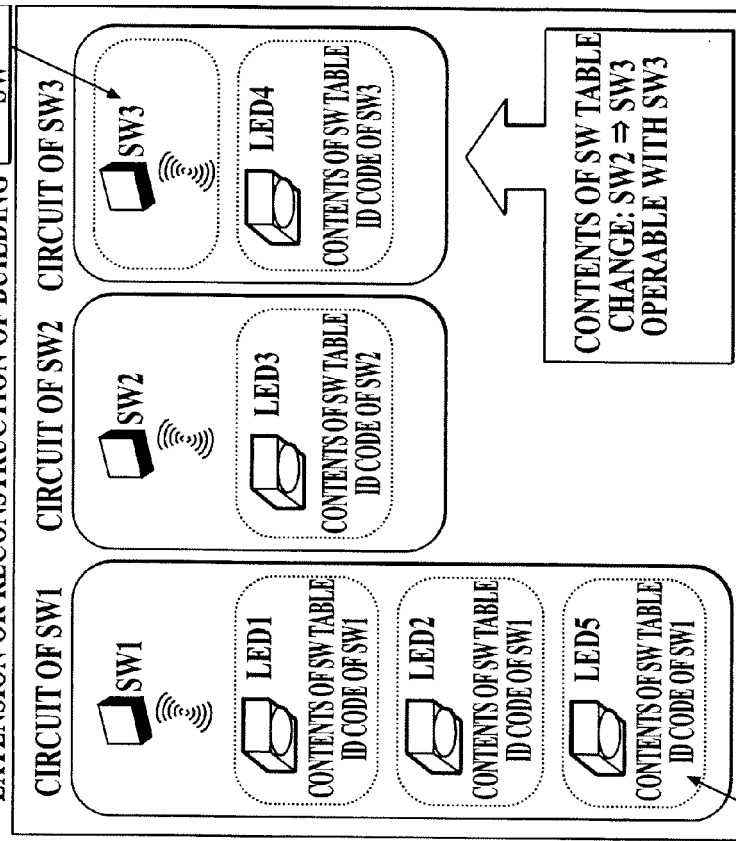 EXTENSION OR RECONSTRUCTION OF BUILDING
SW
CIRCUIT OF SW1
SW1
LED1
CONTENTS OF SW TABLE
ID CODE OF SW1
LED2
CONTENTS OF SW TABLE
ID CODE OF SW1
LED5
CONTENTS OF SW TABLE
ID CODE OF SW1
CIRCUIT OF SW2
SW2
LED3
CONTENTS OF SW TABLE
ID CODE OF SW2
CIRCUIT OF SW3
SW3
LED4
CONTENTS OF SW TABLE
ID CODE OF SW3
CONTENTS OF SW TABLE
CHANGE: SW2 ⇒ SW3
OPERABLE WITH SW3